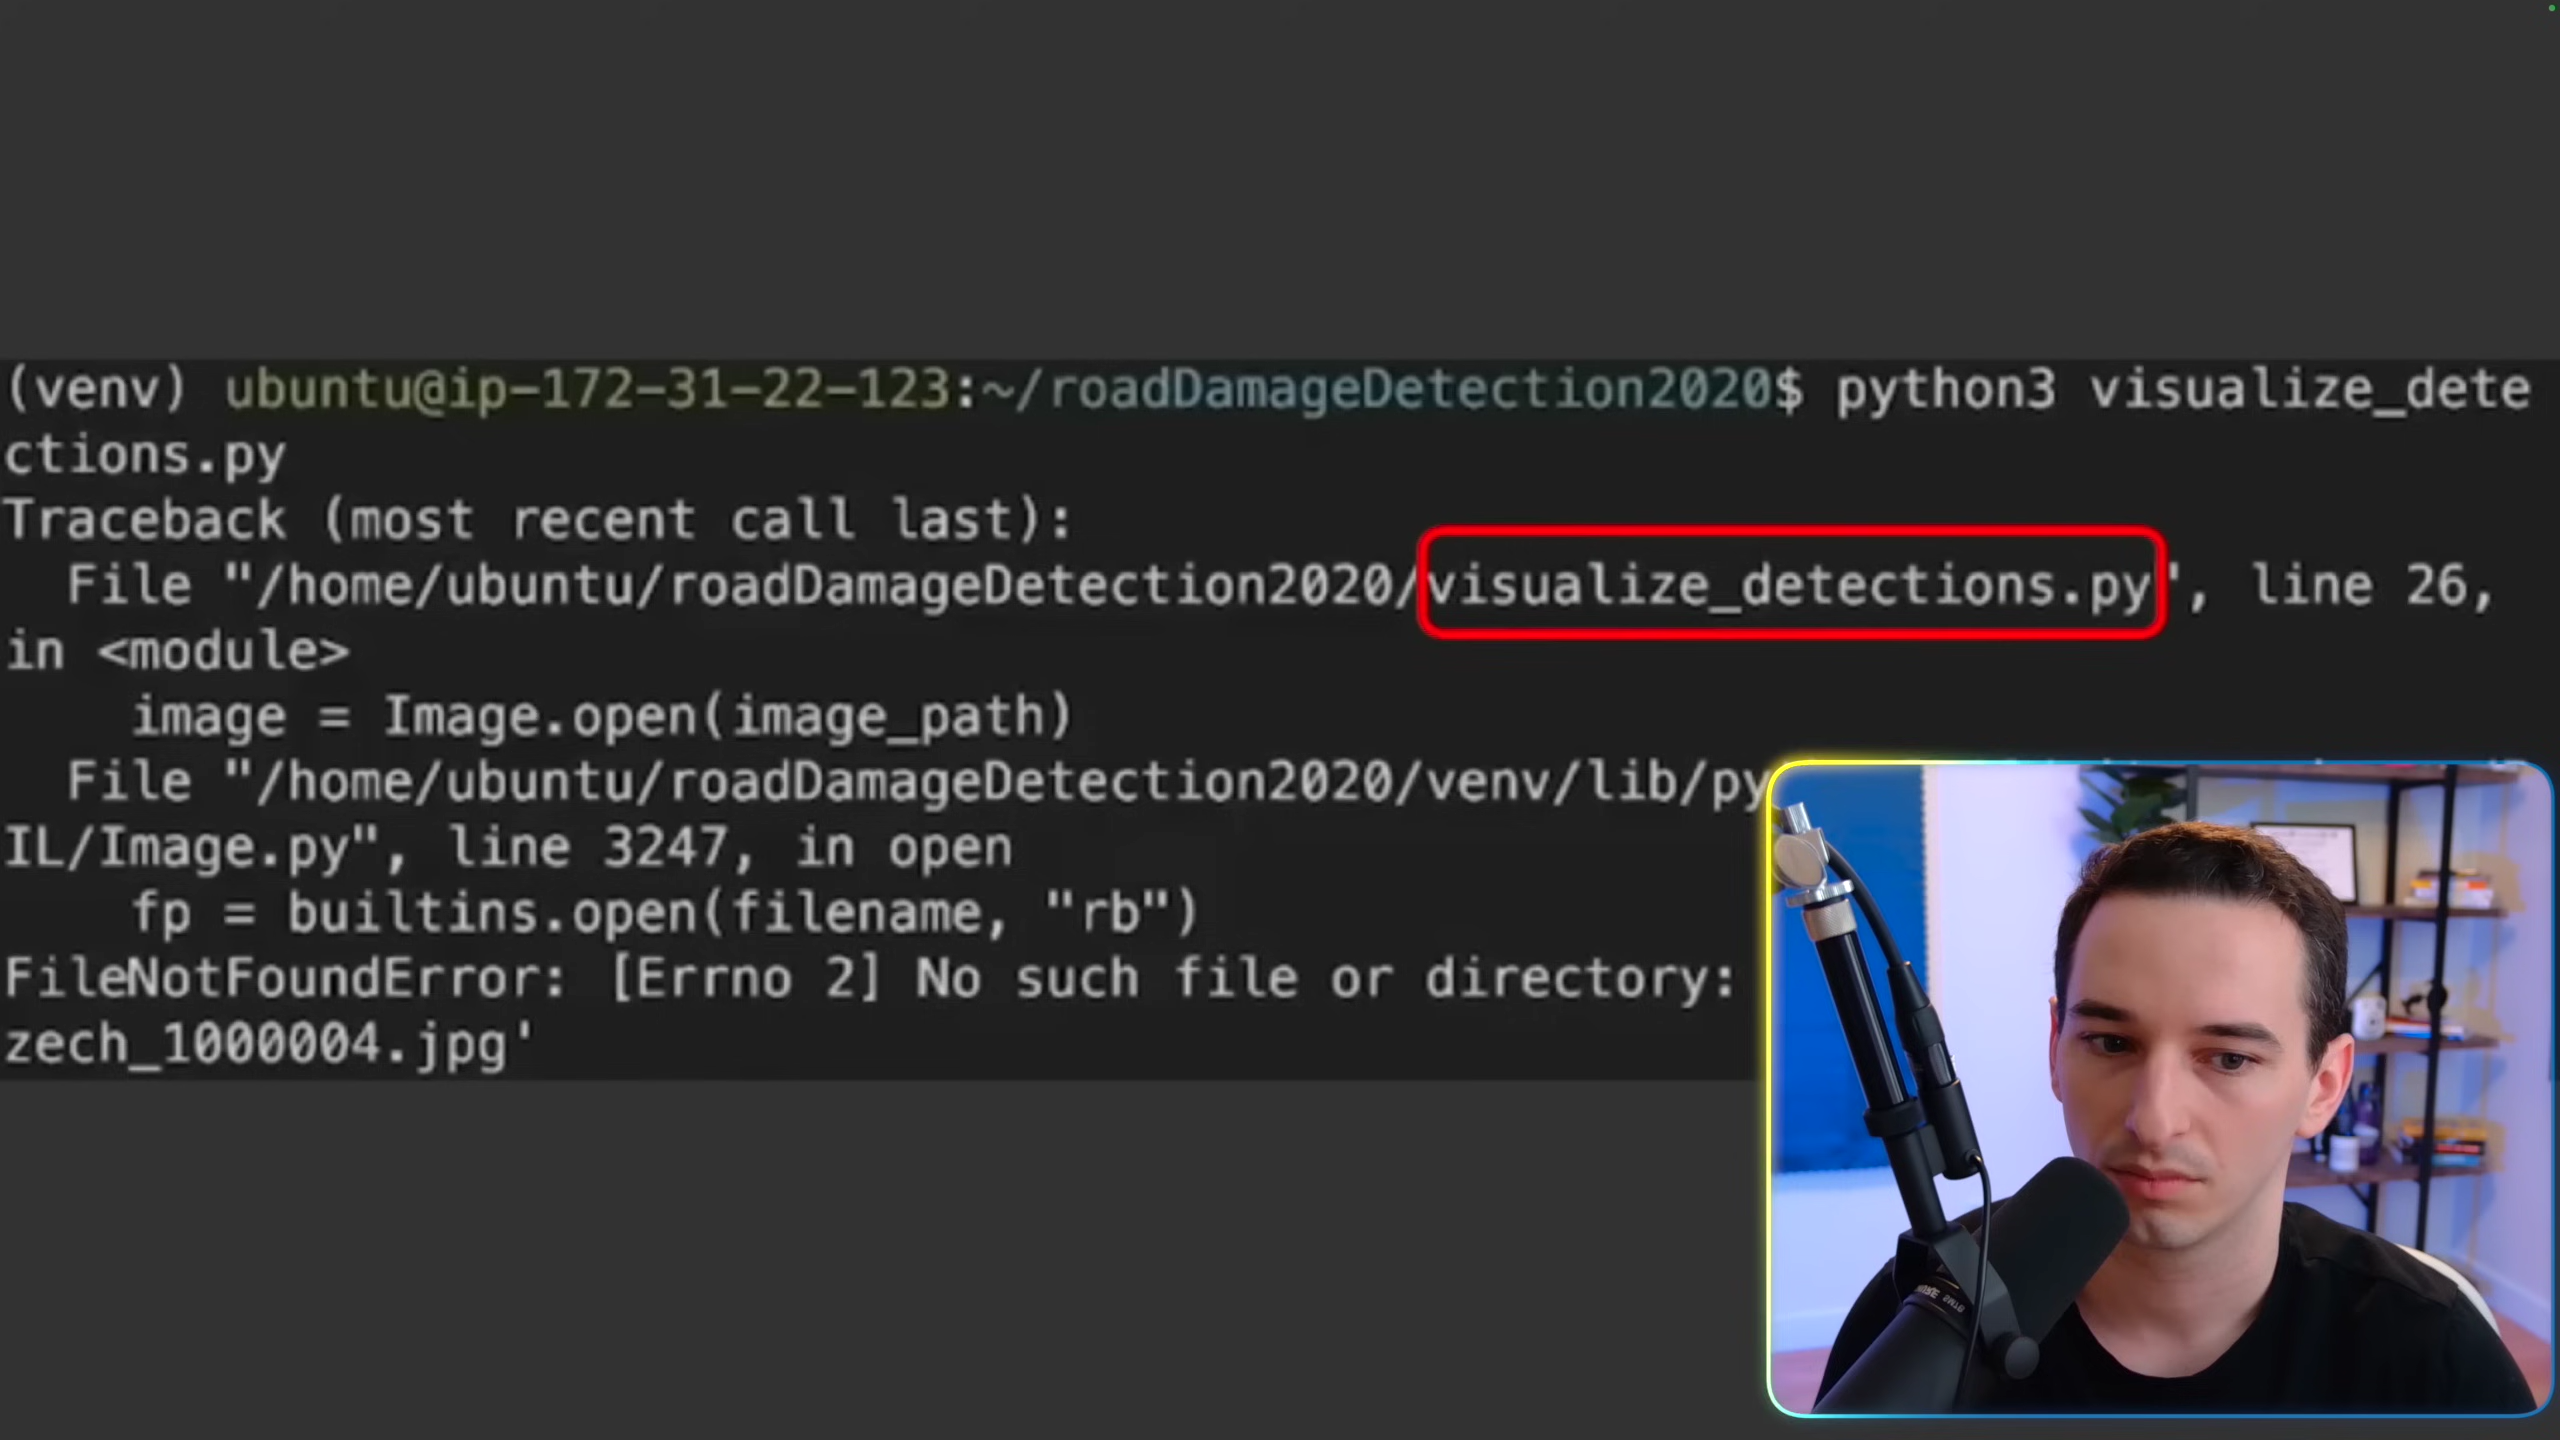 (venv) ubuntu@ip-172-31-22-123:~/roadDamageDetection2020$ python3 visualize_dete
ctions.py
Traceback (most recent call last):
  File "/home/ubuntu/roadDamageDetection2020/visualize_detections.py", line 26,
in <module>
    image = Image.open(image_path)
  File "/home/ubuntu/roadDamageDetection2020/venv/lib/py
IL/Image.py", line 3247, in open
    fp = builtins.open(filename, "rb")
FileNotFoundError: [Errno 2] No such file or directory:
zech_1000004.jpg'